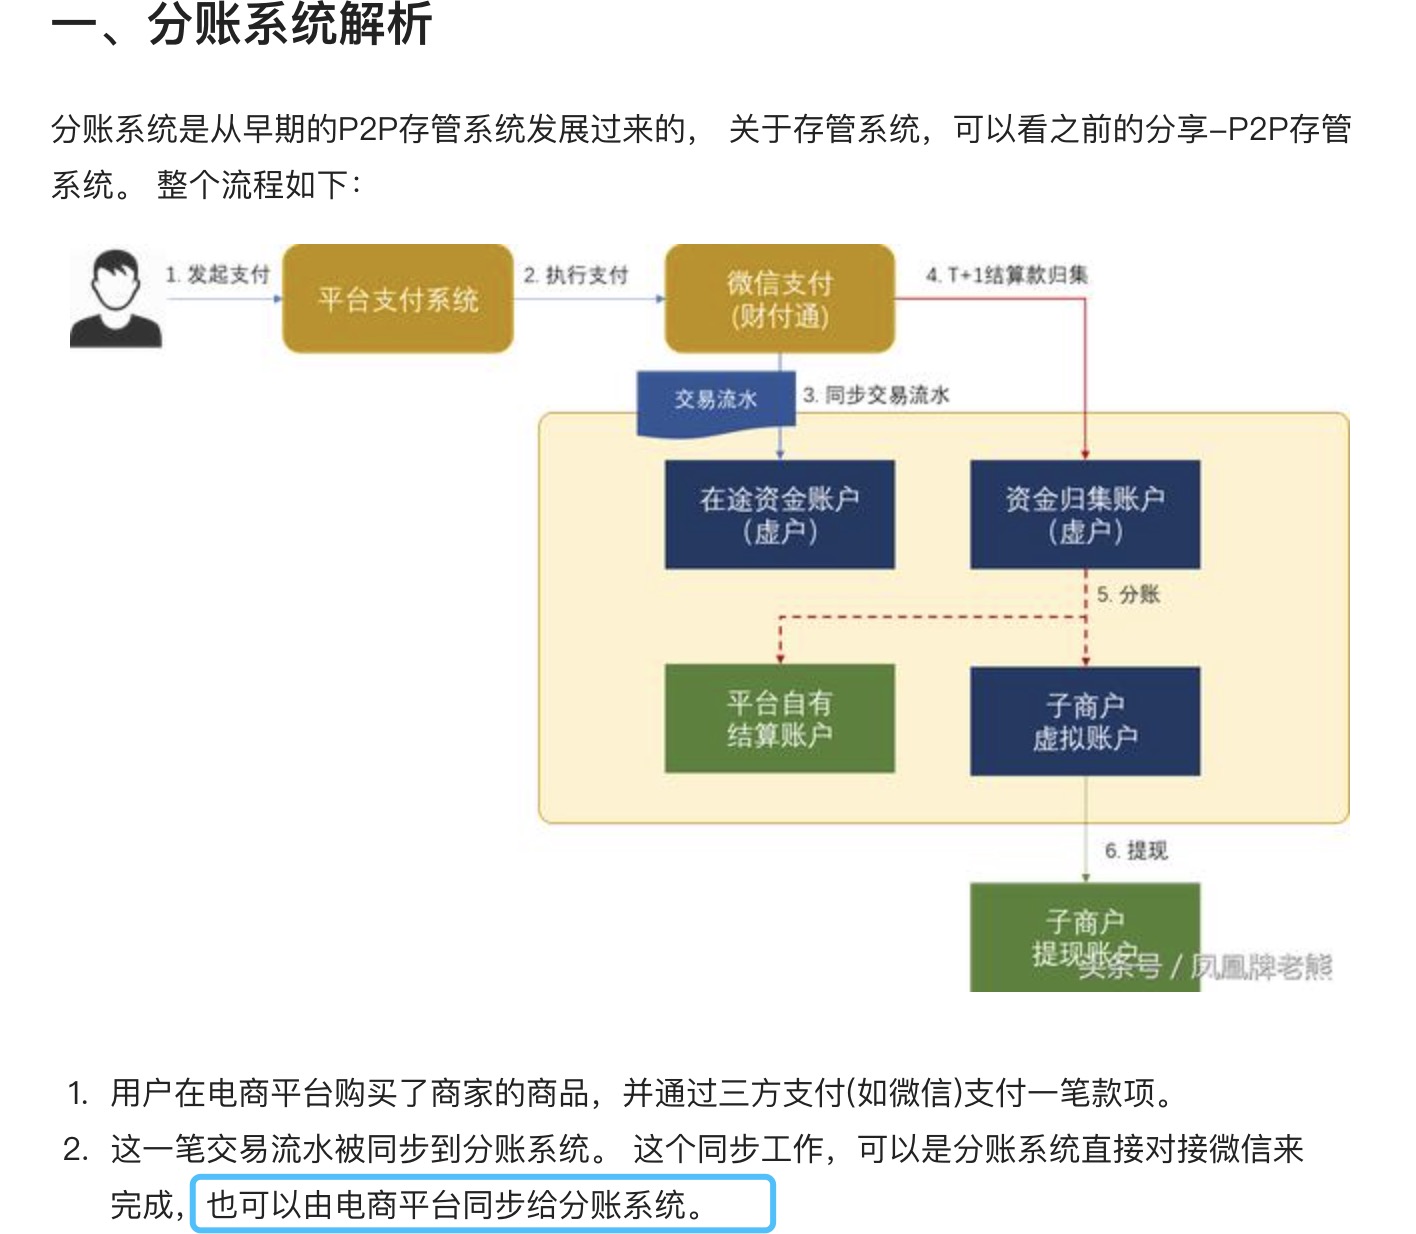 一、分账系统解析
分账系统是从早期的P2P存管系统发展过来的， 关于存管系统，可以看之前的分享–P2P存管
系统。 整个流程如下：
1. 发起支付
平台支付系统
2. 执行支付
微信支付
(财付通)
4. T+1结算款归集
交易流水
3. 同步交易流水
在途资金账户
（虚户）
资金归集账户
（虚户）
5. 分账
平台自有
结算账户
子商户
虚拟账户
6. 提现
子商户
提现账户
头条号 / 凤凰牌老熊
1. 用户在电商平台购买了商家的商品，并通过三方支付(如微信)支付一笔款项。
2. 这一笔交易流水被同步到分账系统。 这个同步工作，可以是分账系统直接对接微信来
完成，也可以由电商平台同步给分账系统。